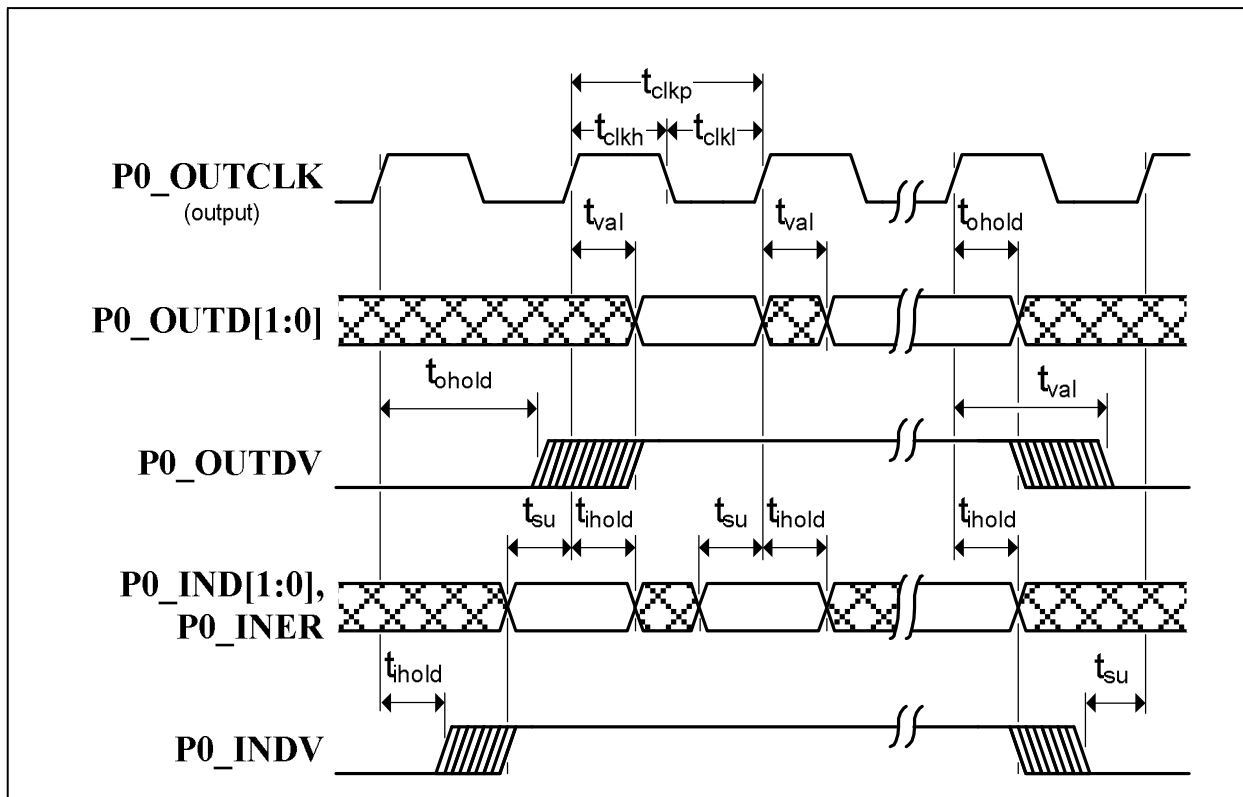 tclkp
tclkh tclkl
P0_OUTCLK
(output)
tval tval tohold
P0_OUTD[1:0]
tohold tval
P0_OUTDV
tsu tihold tsu tihold tihold
P0_IND[1:0],
P0_INER
tihold tsu
P0_INDV